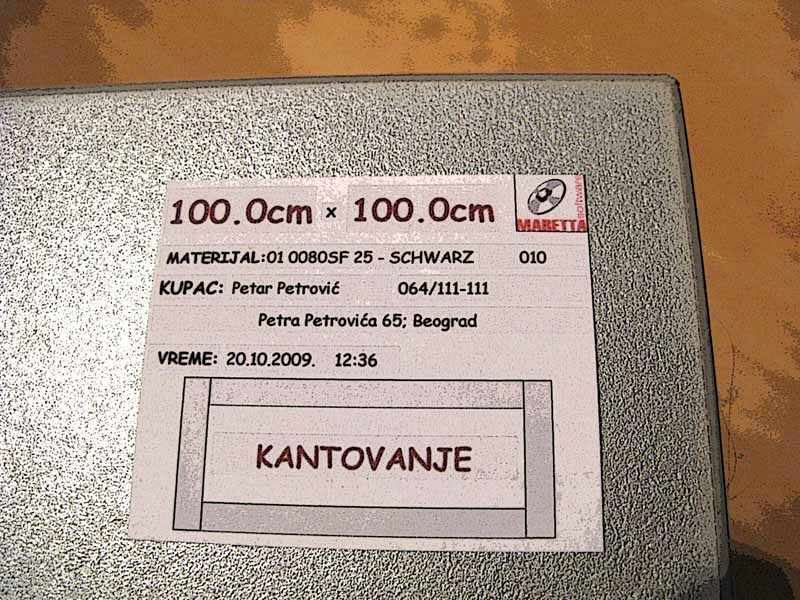 100.0cm x 100.0cm
software
MARETTA
MATERIJAL:01 0080SF 25 - SCHWARZ 010
KUPAC: Petar Petrović 064/111-111
Petra Petrovića 65; Beograd
VREME: 20.10.2009. 12:36
KANTOVANJE